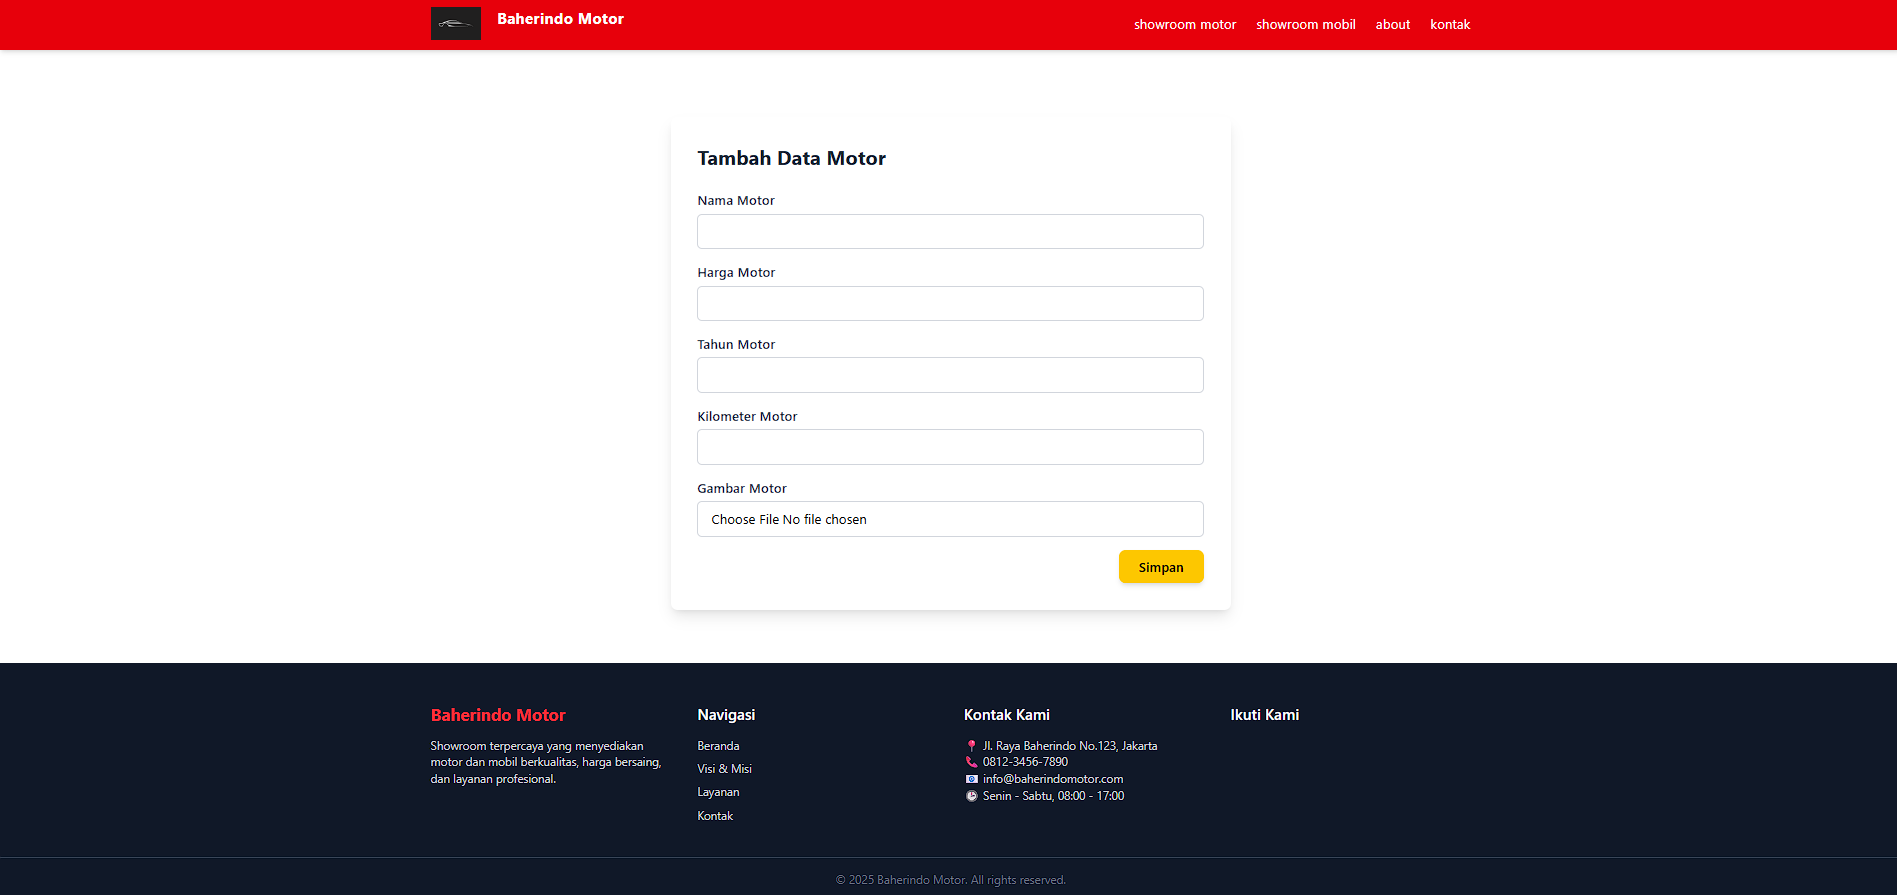 Baherindo Motor
showroom motor showroom mobil about kontak
Tambah Data Motor
Nama Motor
Harga Motor
Tahun Motor
Kilometer Motor
Gambar Motor
Choose File No file chosen
Simpan
Baherindo Motor
Showroom terpercaya yang menyediakan
motor dan mobil berkualitas, harga bersaing,
dan layanan profesional.
Navigasi
Beranda
Visi & Misi
Layanan
Kontak
Kontak Kami
📍 Jl. Raya Baherindo No.123, Jakarta
📞 0812-3456-7890
📧 info@baherindomotor.com
🕒 Senin - Sabtu, 08:00 - 17:00
Ikuti Kami
© 2025 Baherindo Motor. All rights reserved.